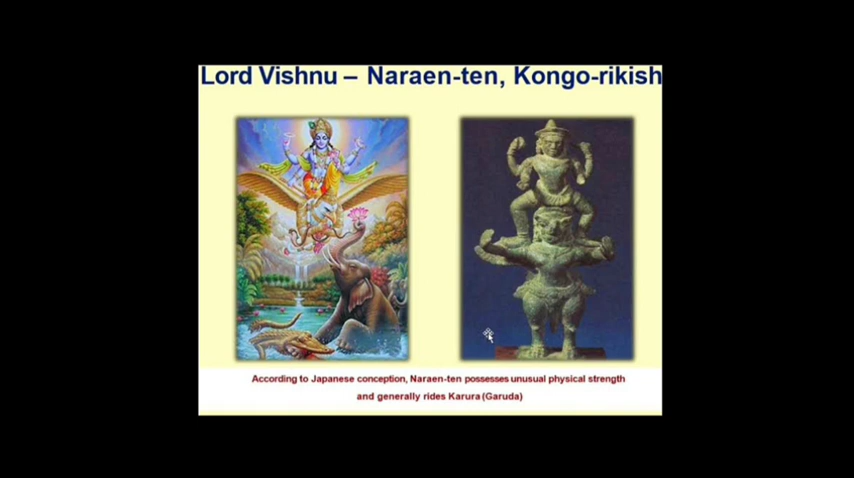 Lord Vishnu – Naraen-ten, Kongo-rikish
According to Japanese conception, Naraen-ten possesses unusual physical strength
and generally rides Karura (Garuda)